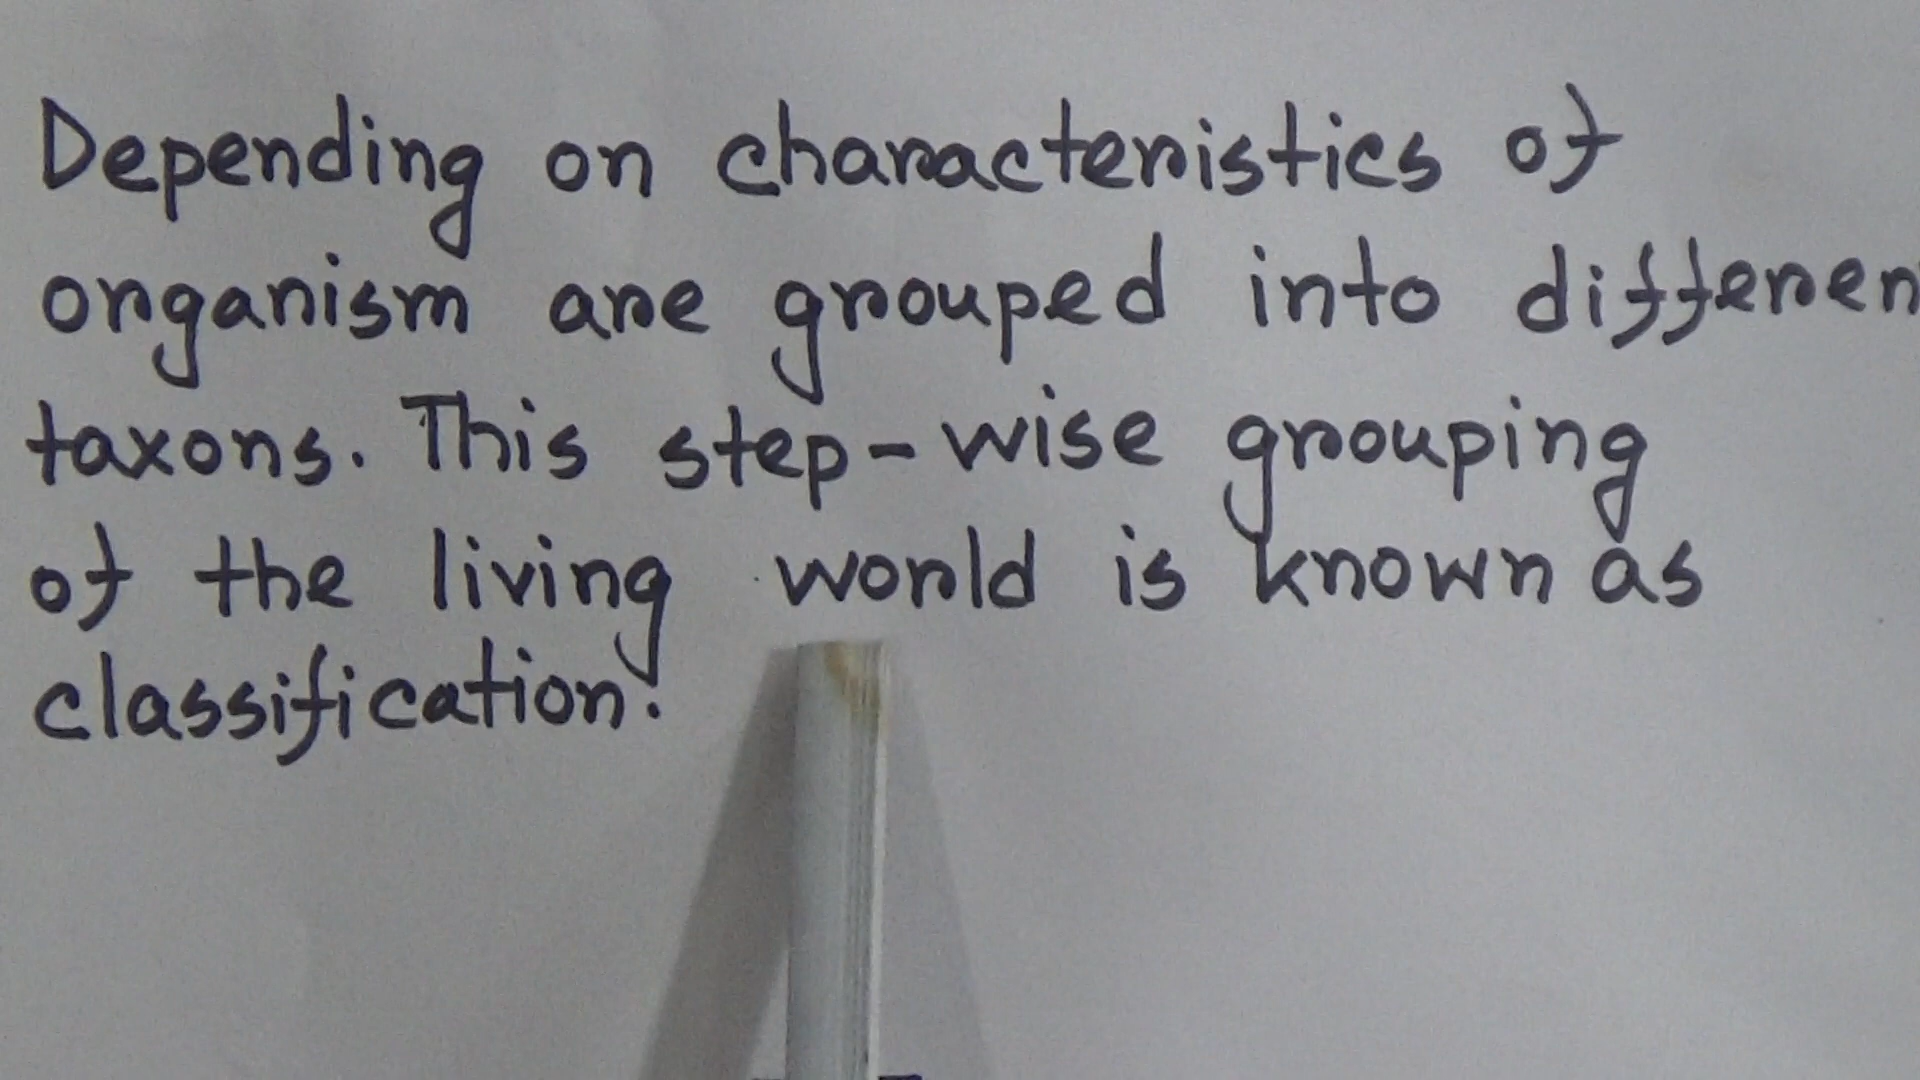 Depending on characteristics of
organism are grouped into differen
taxons. This step-wise grouping
of the living world is known as
classification.